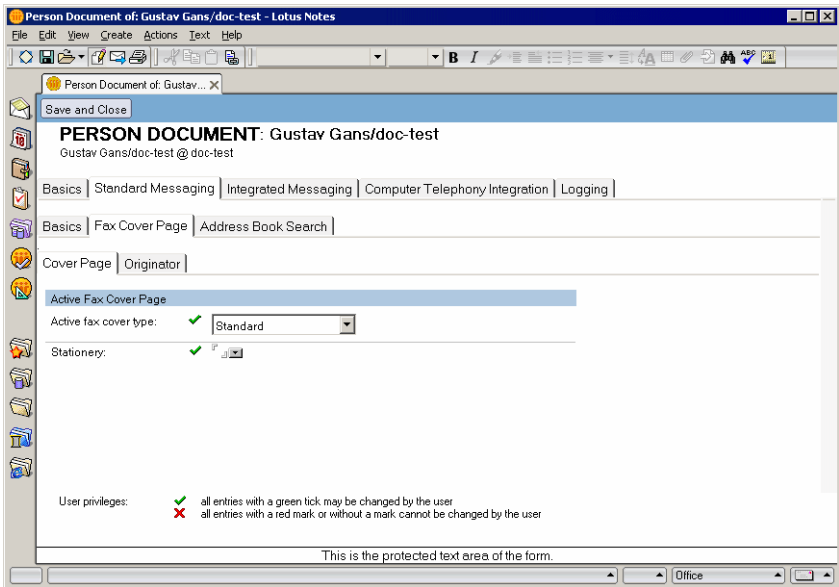 Person Document of: Gustav Gans/doc-test - Lotus Notes
File Edit View Create Actions Text Help
B I
ABC
Person Document of: Gustav...
Save and Close
PERSON DOCUMENT: Gustav Gans/doc-test
Gustav Gans/doc-test @ doc-test
Basics Standard Messaging Integrated Messaging Computer Telephony Integration Logging
Basics Fax Cover Page Address Book Search
Cover Page Originator
Active Fax Cover Page
Active fax cover type: Standard
Stationery:
User privileges: all entries with a green tick may be changed by the user
all entries with a red mark or without a mark cannot be changed by the user
This is the protected text area of the form.
Office